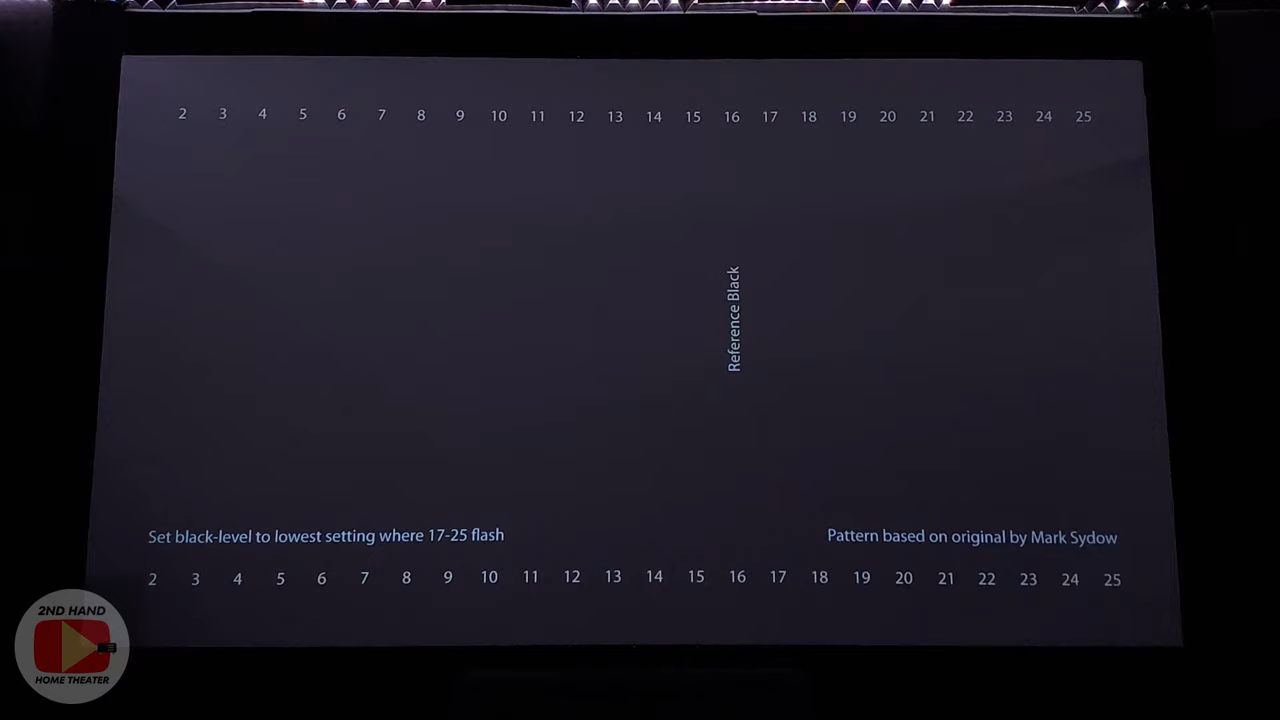 2 3 4 5 6 7 8 9 10 11 12 13 14 15 16 17 18 19 20 21 22 23 24 25
Reference Black
Set black-level to lowest setting where 17-25 flash
Pattern based on original by Mark Sydow
2 3 4 5 6 7 8 9 10 11 12 13 14 15 16 17 18 19 20 21 22 23 24 25
2ND HAND
HOME THEATER